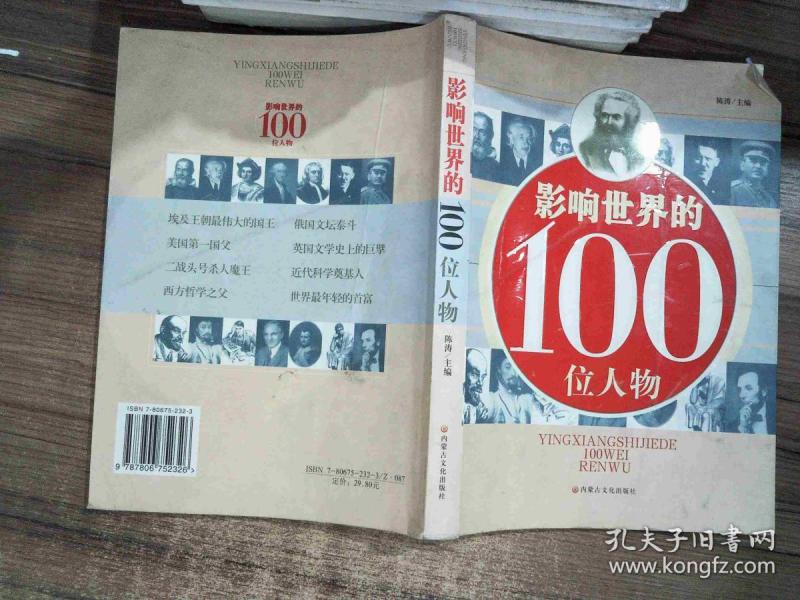 YINGXIANGSHIJIEDE
100WEI
RENWU
影响世界的
100
位人物
埃及王朝最伟大的国王
俄国文坛泰斗
美国第一国父
英国文学史上的巨擘
二战头号杀人魔王
近代科学奠基人
西方哲学之父
世界最年轻的首富
ISBN 7-80675-232-3
9 787806 752326 >
ISBN 7-80675-232-3/Z·087
定价：29.80元
YINGXIANGSHIJIEDE
100WEI
RENWU
影响世界的100位人物
陈涛/主编
内蒙古文化出版社
陈涛/主编
影响世界的
100
位人物
YINGXIANGSHIJIEDE
100WEI
RENWU
内蒙古文化出版社
孔夫子旧书网
www.kongfz.com